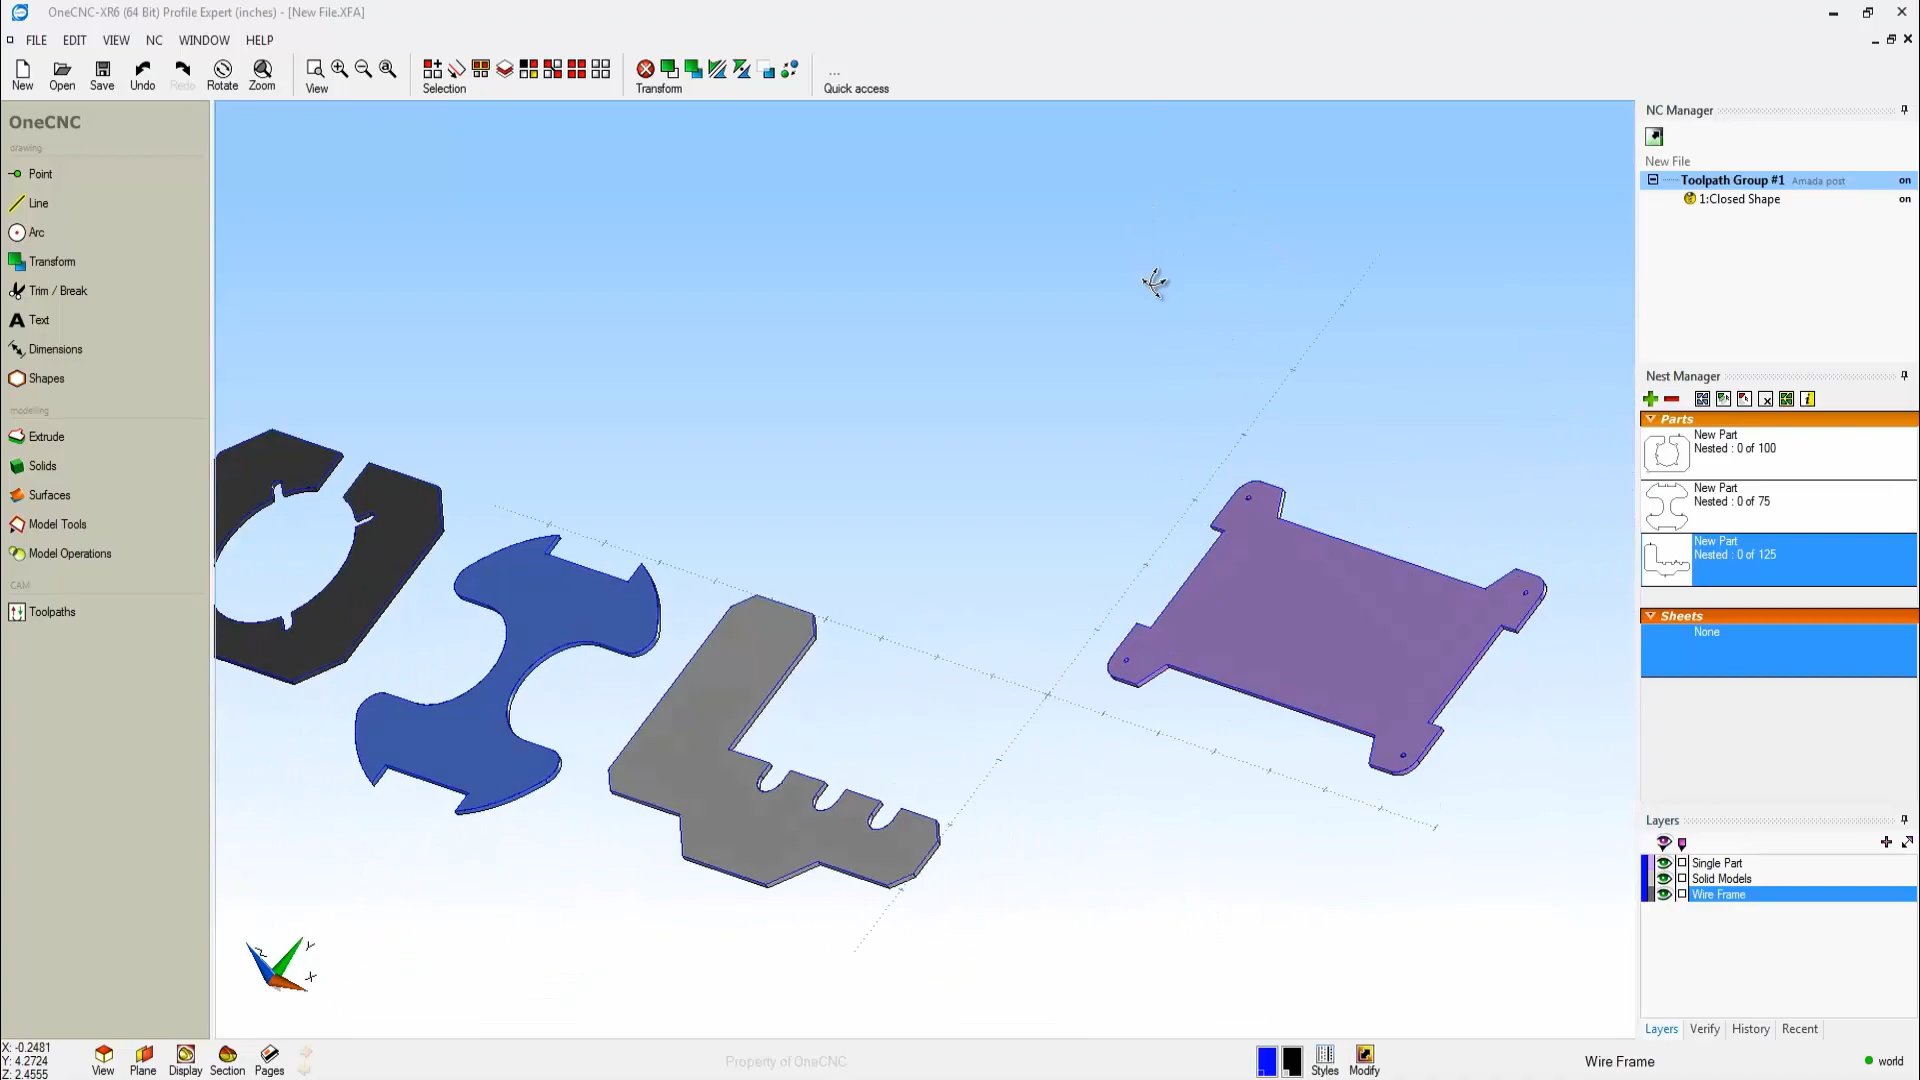 OneCNC-XR6 (64 Bit) Profile Expert (inches) - [New File.XFA]
FILE EDIT VIEW NC WINDOW HELP
New Open Save Undo Redo Rotate Zoom View Selection Transform ... Quick access
OneCNC
drawing
Point
Line
Arc
Transform
Trim / Break
Text
Dimensions
Shapes
modelling
Extrude
Solids
Surfaces
Model Tools
Model Operations
CAM
Toolpaths
Z Y
X
NC Manager
New File
Toolpath Group #1 Amada post on
1:Closed Shape on
Nest Manager
Parts
New Part
Nested : 0 of 100
New Part
Nested : 0 of 75
New Part
Nested : 0 of 125
Sheets
None
Layers
Single Part
Solid Models
Wire Frame
Layers Verify History Recent
X: -0.2481
Y: 4.2724
Z: 2.4555
View Plane Display Section Pages
Property of OneCNC
Styles Modify
Wire Frame
world